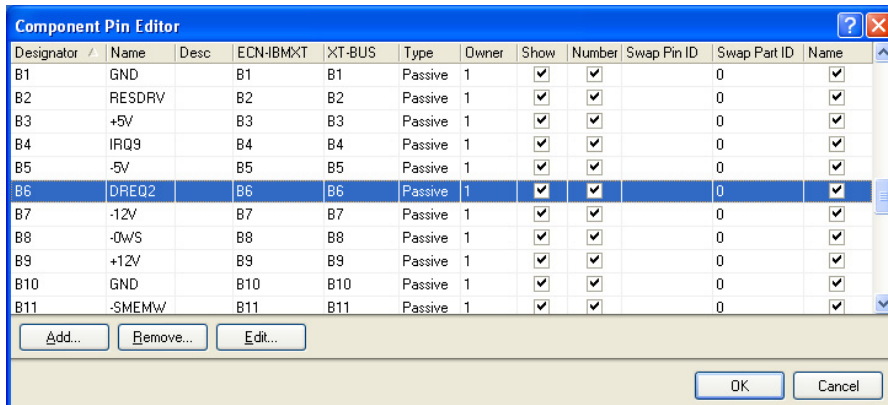 Component Pin Editor
Designator Name Desc ECN-IBMXT XT-BUS Type Owner Show Number Swap Pin ID Swap Part ID Name
B1 GND B1 B1 Passive 1 0
B2 RESDRV B2 B2 Passive 1 0
B3 +5V B3 B3 Passive 1 0
B4 IRQ9 B4 B4 Passive 1 0
B5 -5V B5 B5 Passive 1 0
B6 DREQ2 B6 B6 Passive 1 0
B7 -12V B7 B7 Passive 1 0
B8 -0WS B8 B8 Passive 1 0
B9 +12V B9 B9 Passive 1 0
B10 GND B10 B10 Passive 1 0
B11 -SMEMW B11 B11 Passive 1 0
Add... Remove... Edit...
OK Cancel